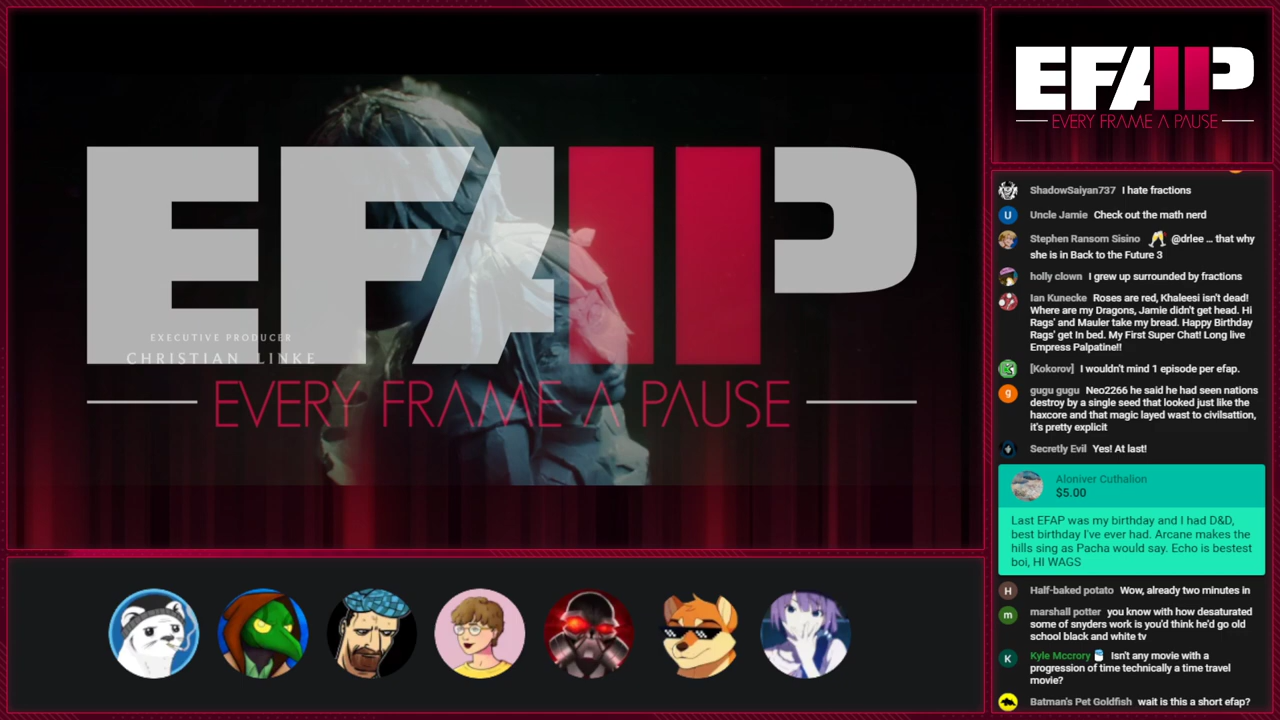 EFAP
EVERY FRAME A PAUSE
EXECUTIVE PRODUCER
CHRISTIAN LINKE
EFAP
EVERY FRAME A PAUSE
ShadowSaiyan737 I hate fractions
U Uncle Jamie Check out the math nerd
Stephen Ransom Sisino 🥂 @drlee ... that why
she is in Back to the Future 3
holly clown I grew up surrounded by fractions
Ian Kunecke Roses are red, Khaleesi isn't dead!
Where are my Dragons, Jamie didn't get head. Hi
Rags' and Mauler take my bread. Happy Birthday
Rags' get In bed. My First Super Chat! Long live
Empress Palpatine!!
[Kokorov] I wouldn't mind 1 episode per efap.
g gugu gugu Neo2266 he said he had seen nations
destroy by a single seed that looked just like the
haxcore and that magic layed wast to civilsattion,
it's pretty explicit
Secretly Evil Yes! At last!
Aloniver Cuthalion
$5.00
Last EFAP was my birthday and I had D&D,
best birthday I've ever had. Arcane makes the
hills sing as Pacha would say. Echo is bestest
boi, HI WAGS
H Half-baked potato Wow, already two minutes in
m marshall potter you know with how desaturated
some of snyders work is you'd think he'd go old
school black and white tv
K Kyle Mccrory Isn't any movie with a
progression of time technically a time travel
movie?
Batman's Pet Goldfish wait is this a short efap?